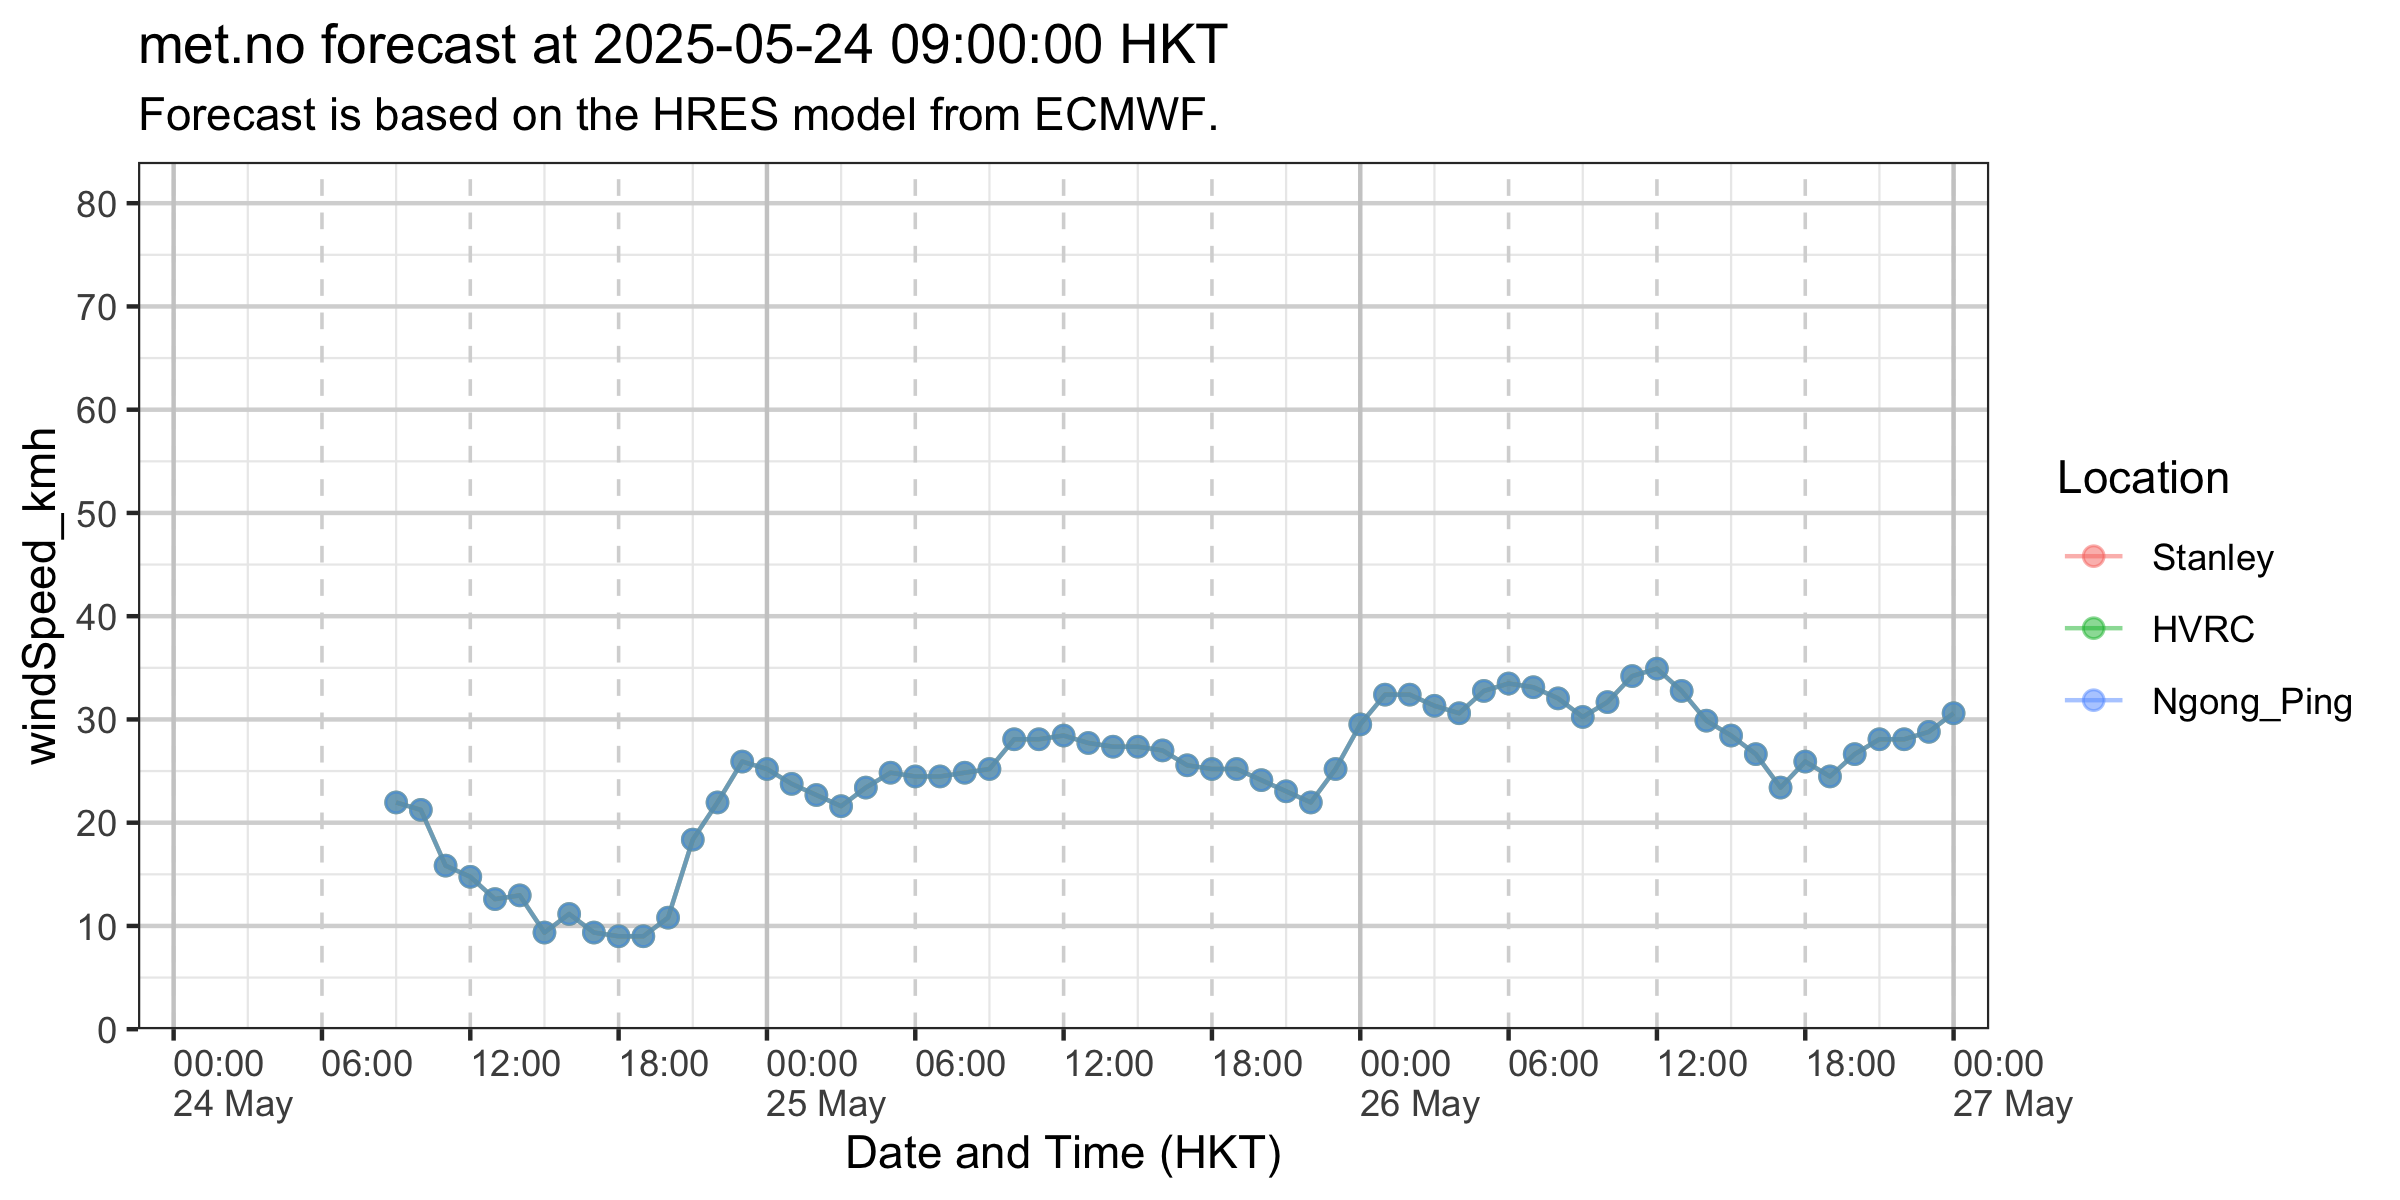 met.no forecast at 2025-05-24 09:00:00 HKT
Forecast is based on the HRES model from ECMWF.
windSpeed_kmh
80
70
60
50
40
30
20
10
0
00:00 06:00 12:00 18:00 00:00 06:00 12:00 18:00 00:00 06:00 12:00 18:00 00:00
24 May 25 May 26 May 27 May
Date and Time (HKT)
Location
Stanley
HVRC
Ngong_Ping